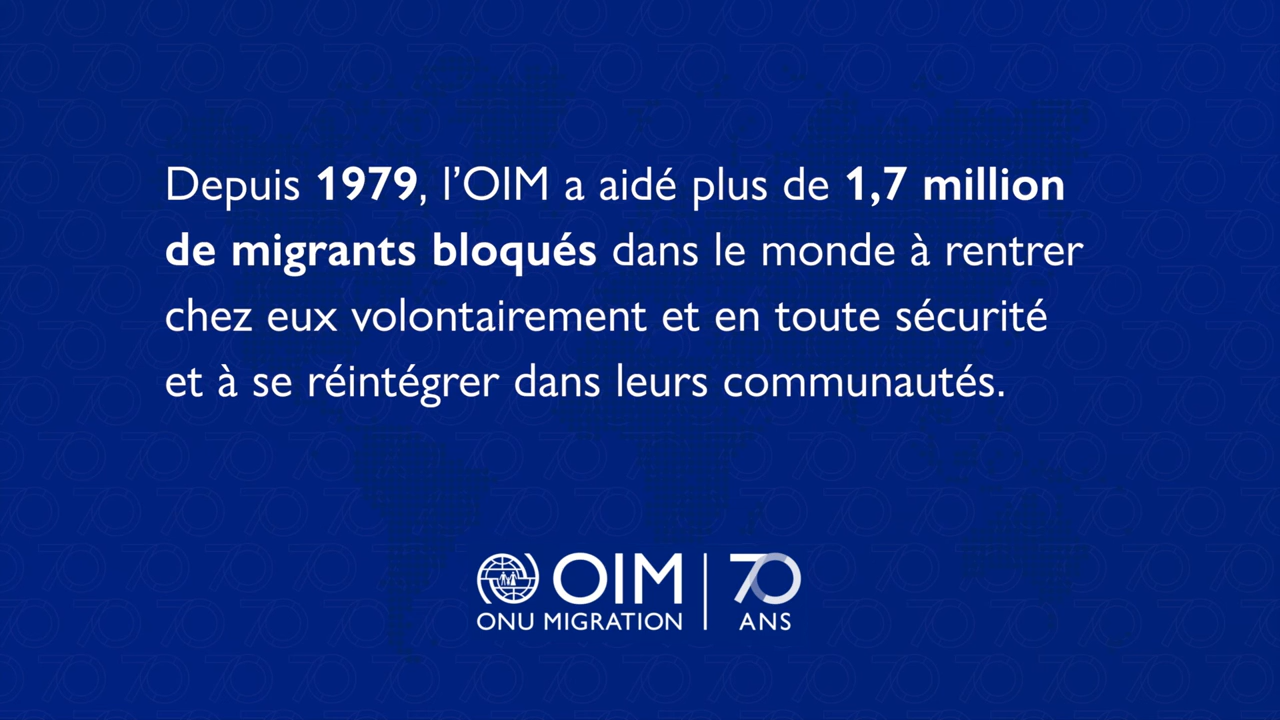 Depuis 1979, l’OIM a aidé plus de 1,7 million
de migrants bloqués dans le monde à rentrer
chez eux volontairement et en toute sécurité
et à se réintégrer dans leurs communautés.
OIM
ONU MIGRATION
70
ANS